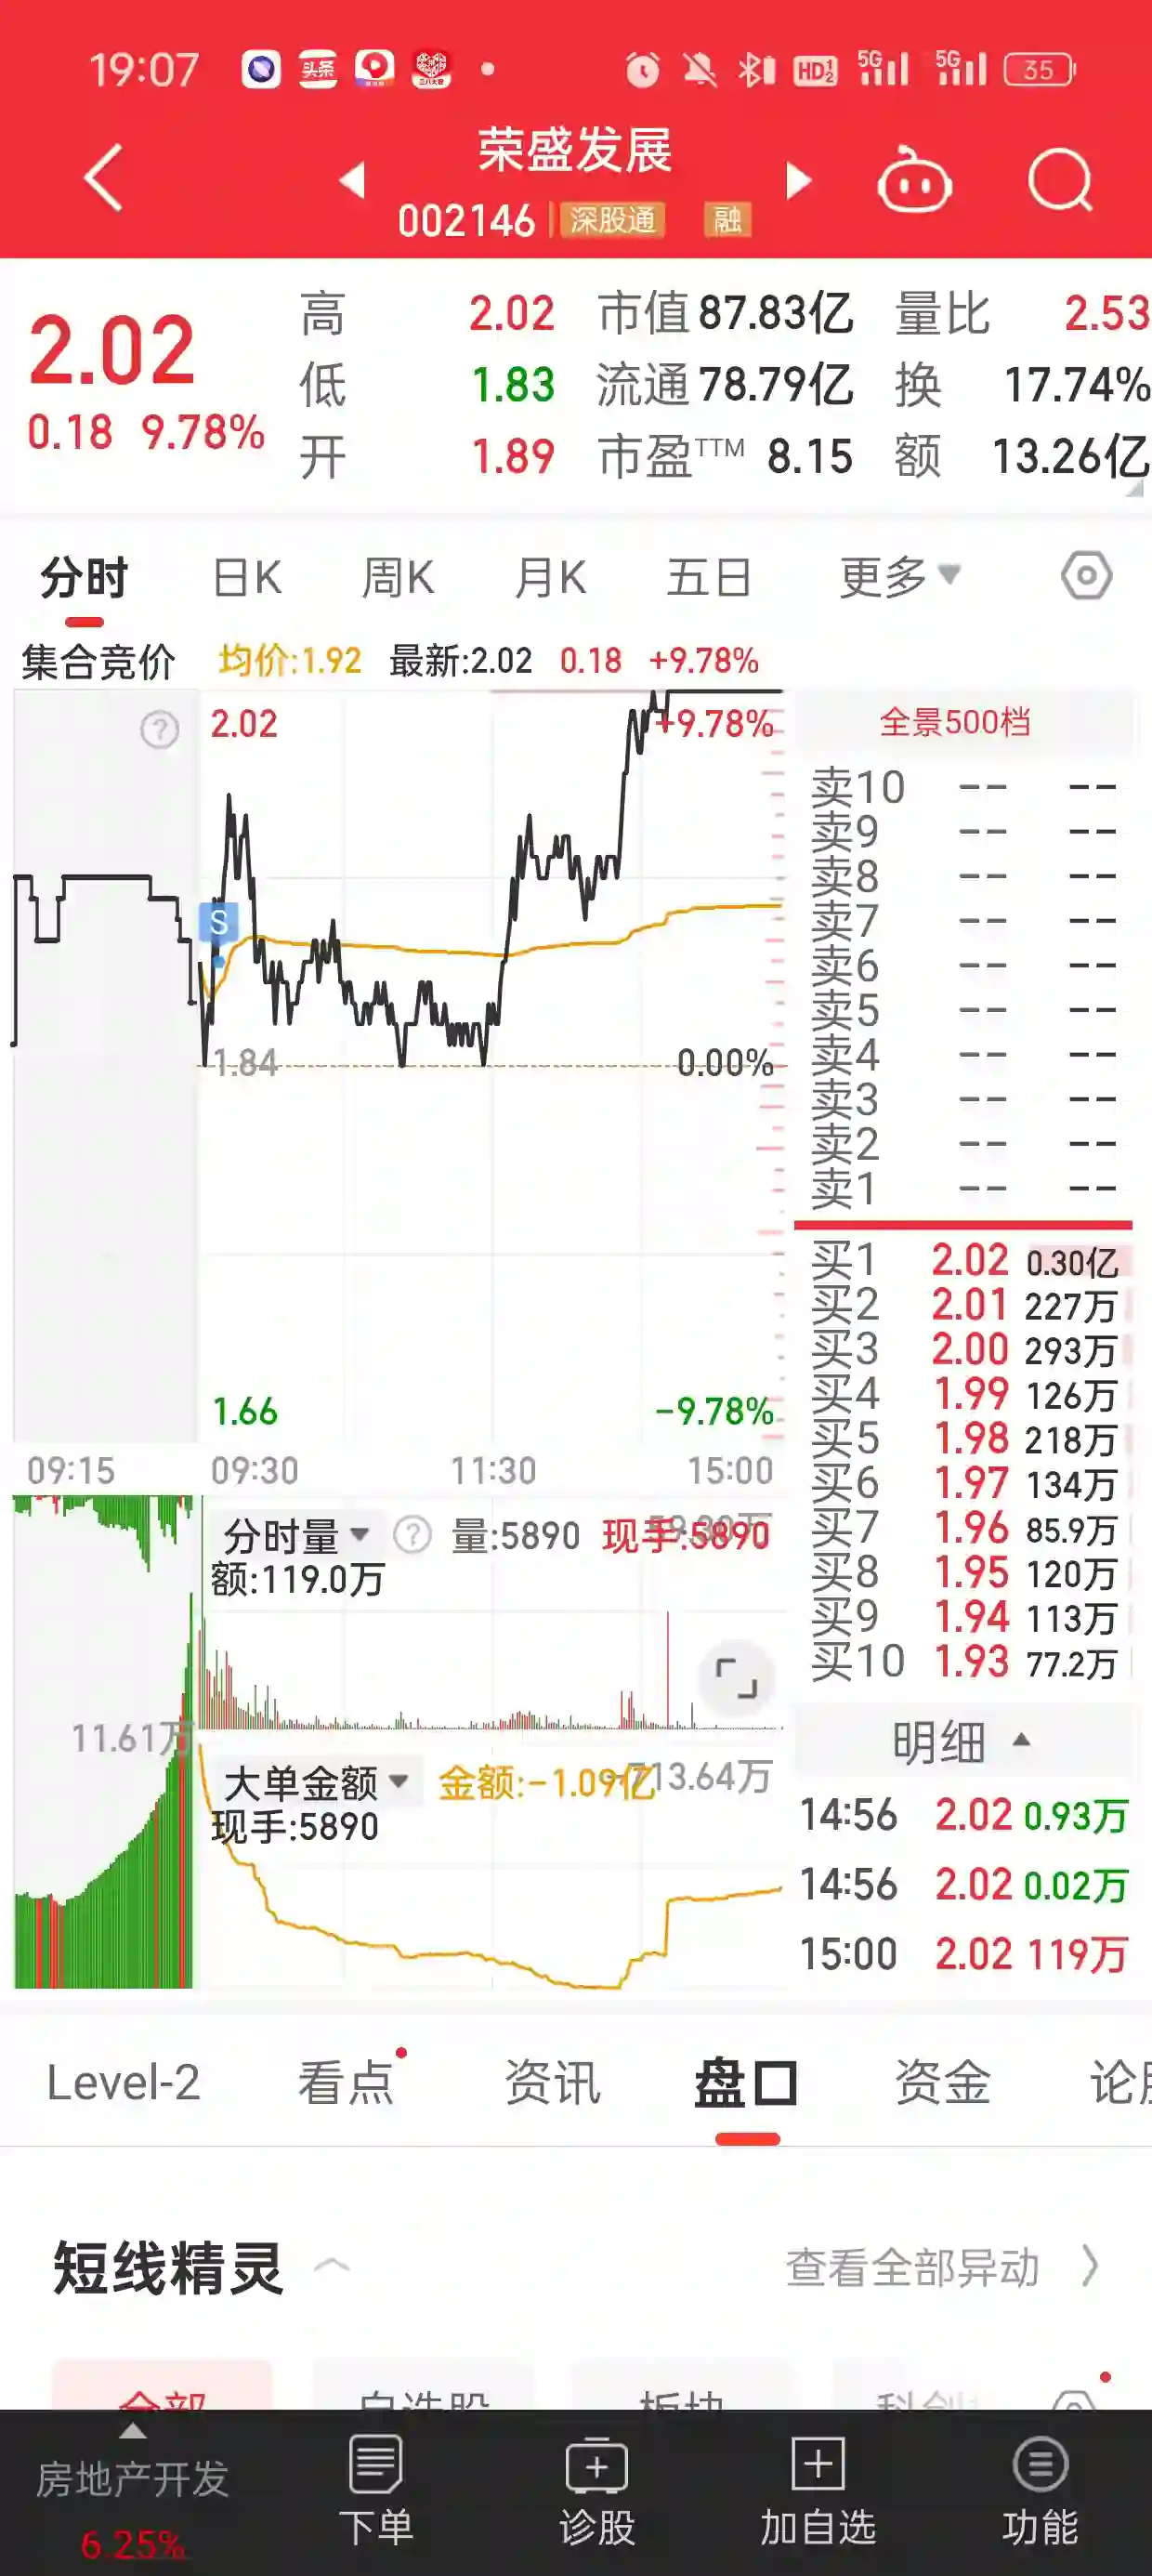 19:07 头条 HD 5G 5G 35
荣盛发展
002146 深股通 融
2.02
0.18 9.78%
高 2.02 市值 87.83亿 量比 2.53
低 1.83 流通 78.79亿 换 17.74%
开 1.89 市盈TTM 8.15 额 13.26亿
分时 日K 周K 月K 五日 更多
集合竞价 均价:1.92 最新:2.02 0.18 +9.78%
2.02 +9.78%
S
1.84 0.00%
1.66 -9.78%
09:15 09:30 11:30 15:00
全景500档
卖10 -- --
卖9 -- --
卖8 -- --
卖7 -- --
卖6 -- --
卖5 -- --
卖4 -- --
卖3 -- --
卖2 -- --
卖1 -- --
买1 2.02 0.30亿
买2 2.01 227万
买3 2.00 293万
买4 1.99 126万
买5 1.98 218万
买6 1.97 134万
买7 1.96 85.9万
买8 1.95 120万
买9 1.94 113万
买10 1.93 77.2万
分时量 量:5890 现手:5890
额:119.0万
11.61万
大单金额 金额:-1.09亿
现手:5890
明细
14:56 2.02 0.93万
14:56 2.02 0.02万
15:00 2.02 119万
Level-2 看点 资讯 盘口 资金
短线精灵 查看全部异动
全部 自选股 板块 科创
房地产开发
6.25%
下单 诊股 加自选 功能